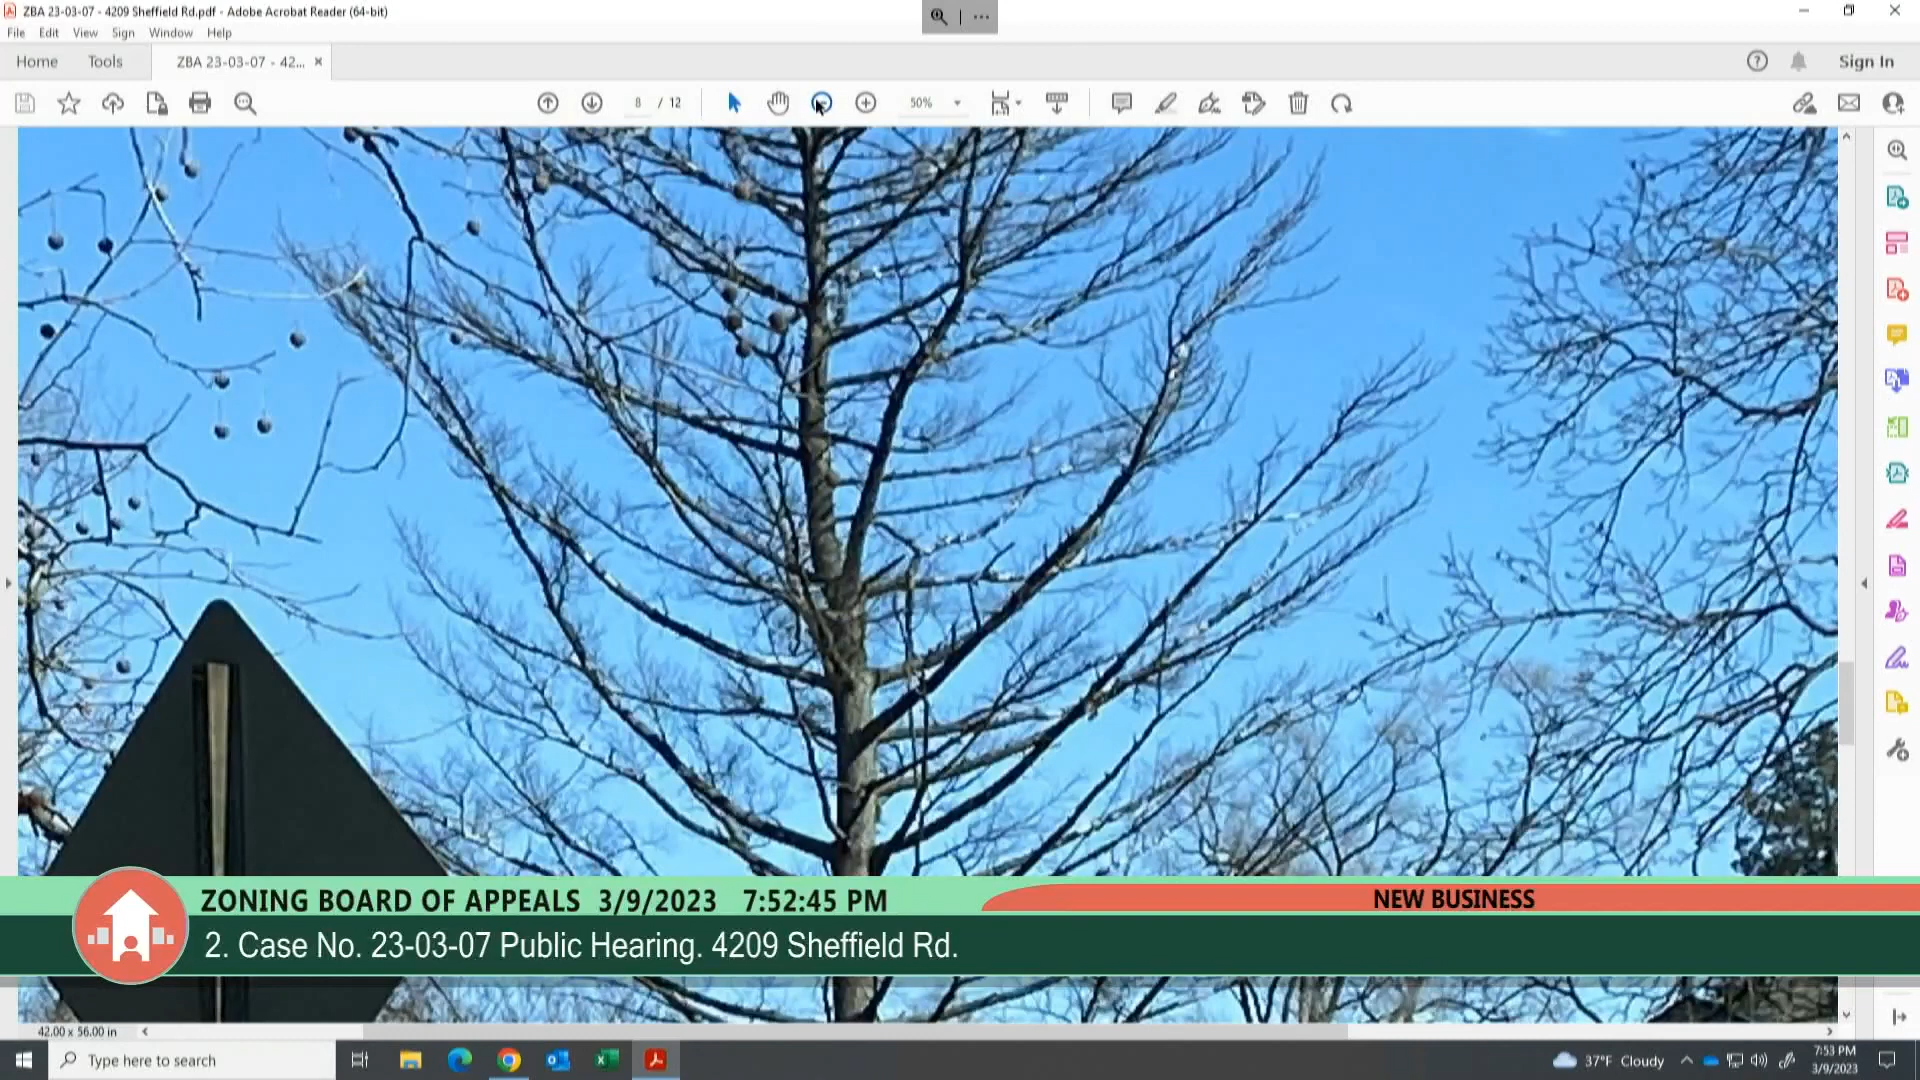 ZBA 23-03-07 - 4209 Sheffield Rd.pdf - Adobe Acrobat Reader (64-bit)
File Edit View Sign Window Help
Home Tools ZBA 23-03-07 - 42... Sign In
8 / 12 50%
ZONING BOARD OF APPEALS 3/9/2023 7:52:45 PM
NEW BUSINESS
2. Case No. 23-03-07 Public Hearing. 4209 Sheffield Rd.
42.00 x 56.00 in
Type here to search
37°F Cloudy
7:53 PM
3/9/2023